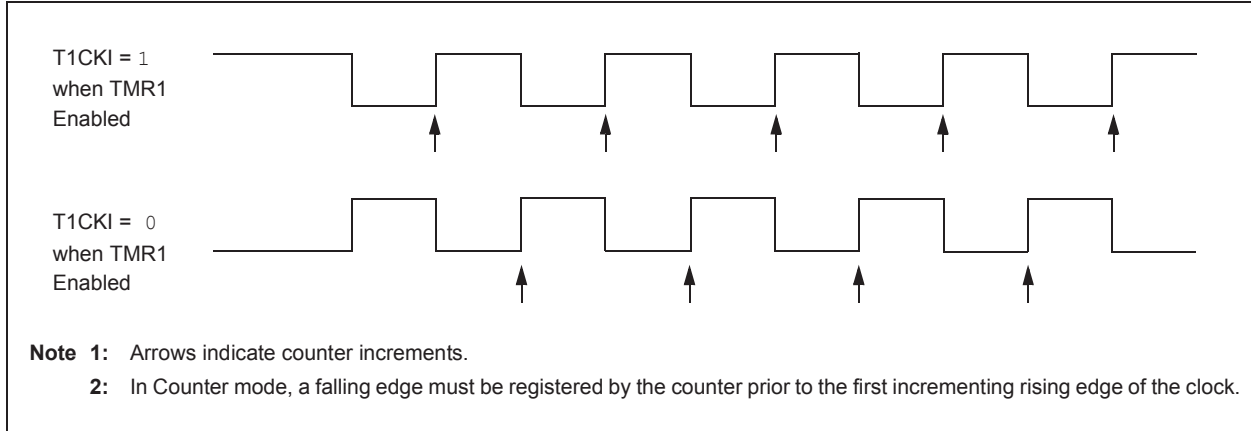 T1CKI = 1
when TMR1
Enabled
T1CKI = 0
when TMR1
Enabled
Note 1: Arrows indicate counter increments.
2: In Counter mode, a falling edge must be registered by the counter prior to the first incrementing rising edge of the clock.